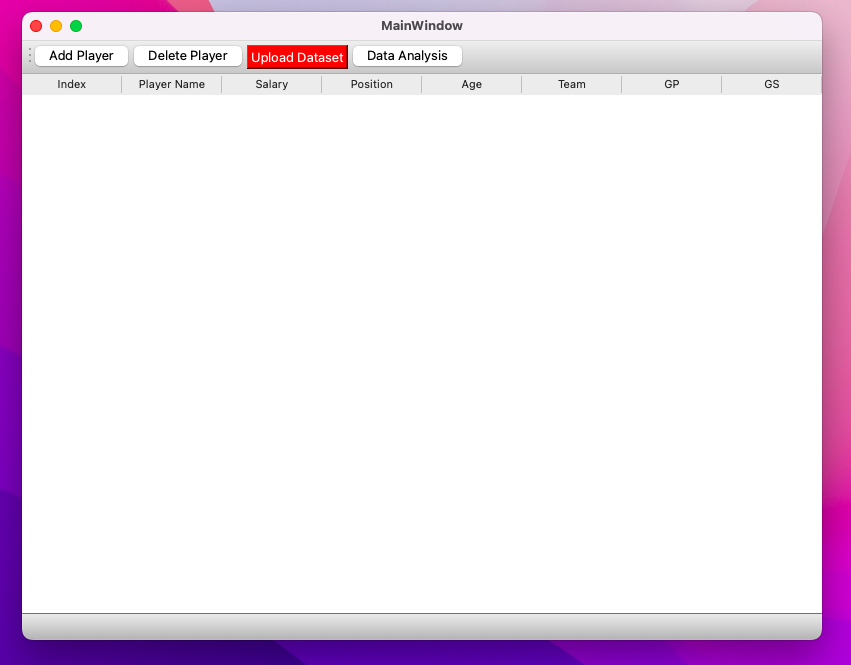 MainWindow
Add Player Delete Player Upload Dataset Data Analysis
Index Player Name Salary Position Age Team GP GS